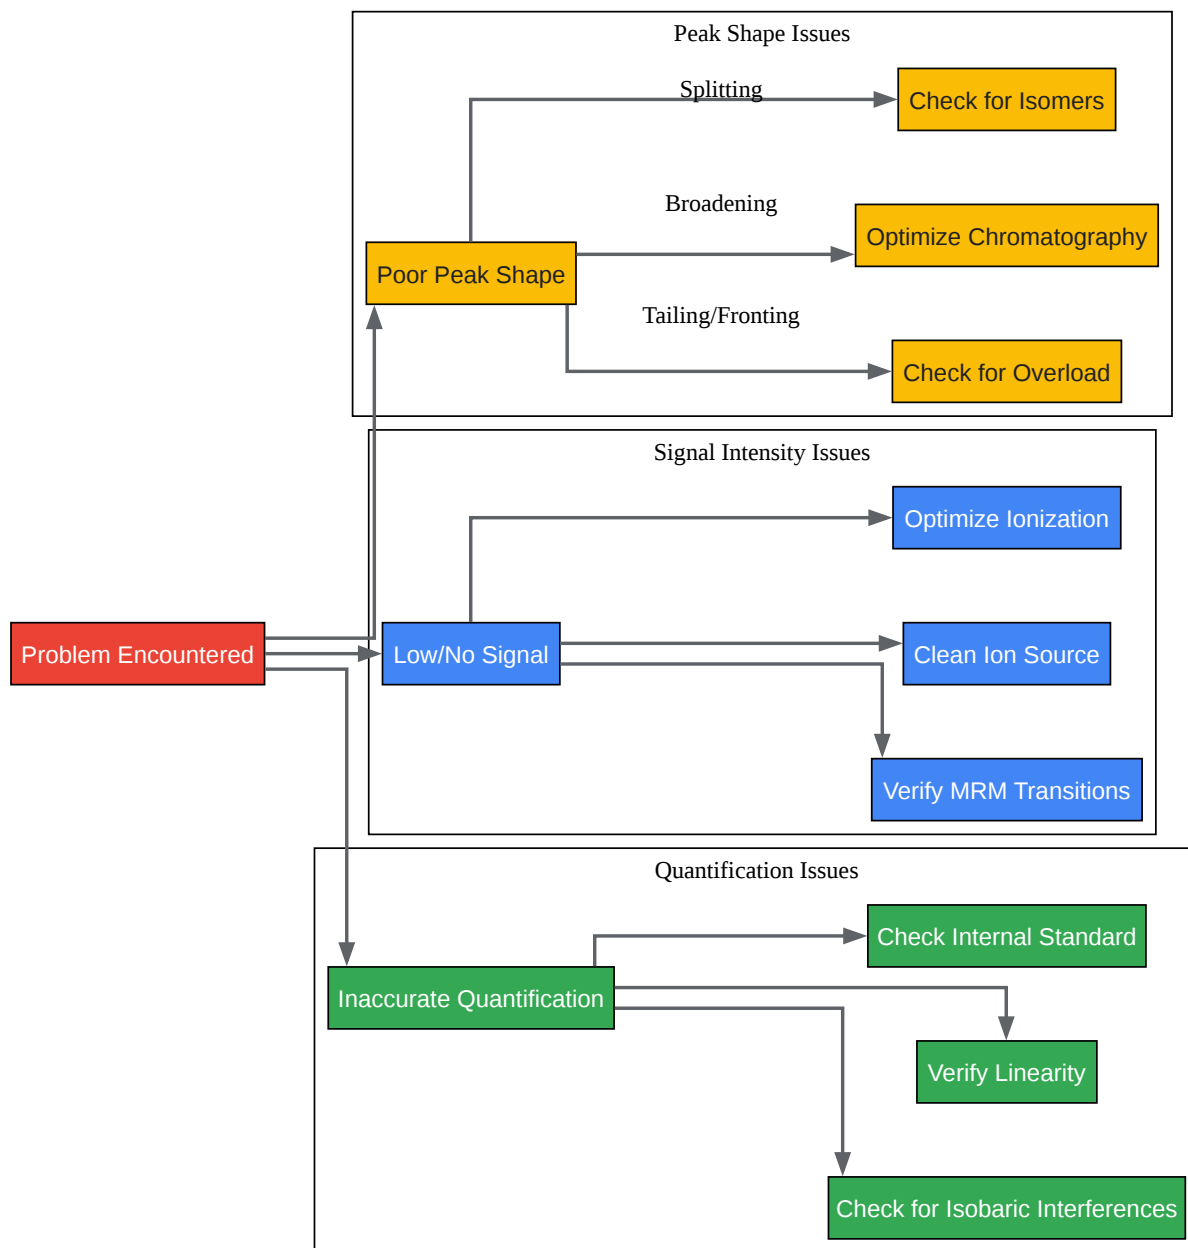 Peak Shape Issues
Splitting
Check for Isomers
Broadening
Optimize Chromatography
Poor Peak Shape
Tailing/Fronting
Check for Overload
Signal Intensity Issues
Optimize Ionization
Problem Encountered
Low/No Signal
Clean Ion Source
Verify MRM Transitions
Quantification Issues
Check Internal Standard
Inaccurate Quantification
Verify Linearity
Check for Isobaric Interferences